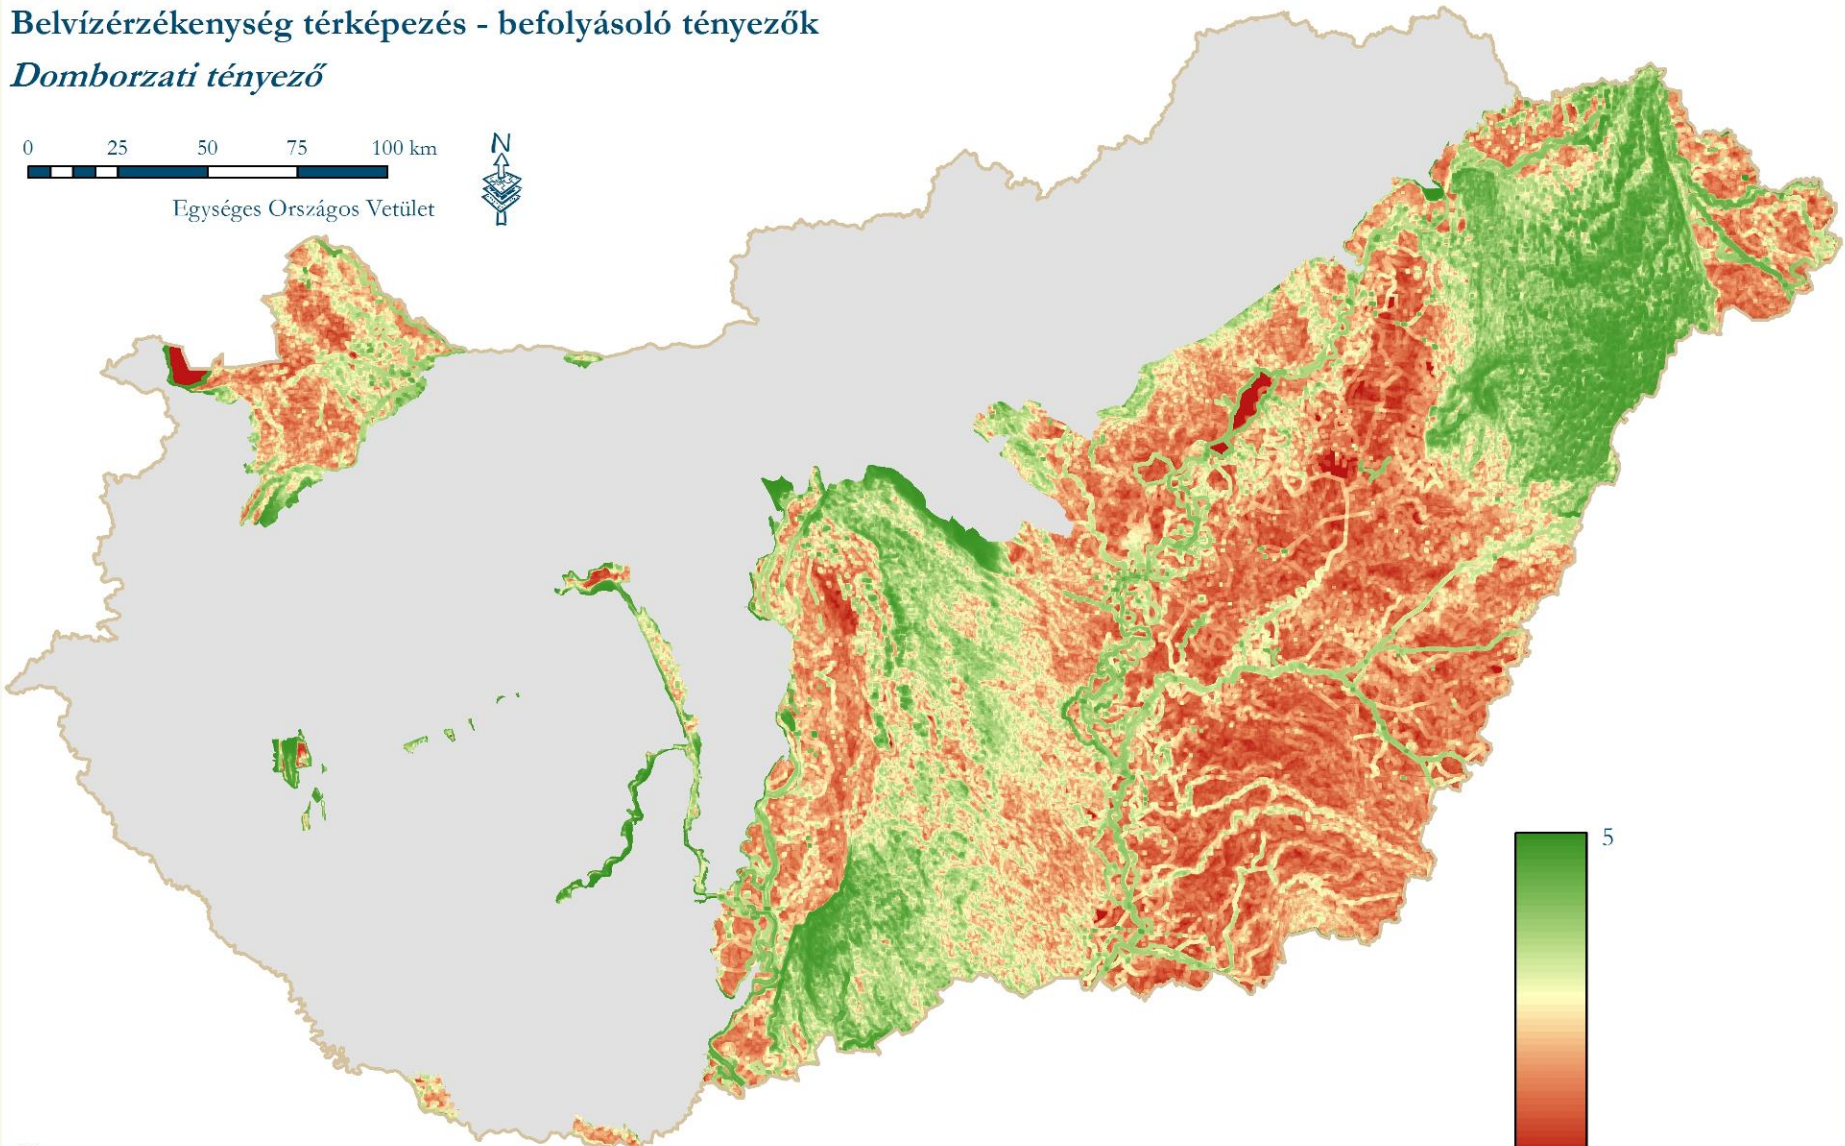 Belvízérzékenység térképezés - befolyásoló tényezők
Domborzati tényező
0 25 50 75 100 km
N
Egységes Országos Vetület
5